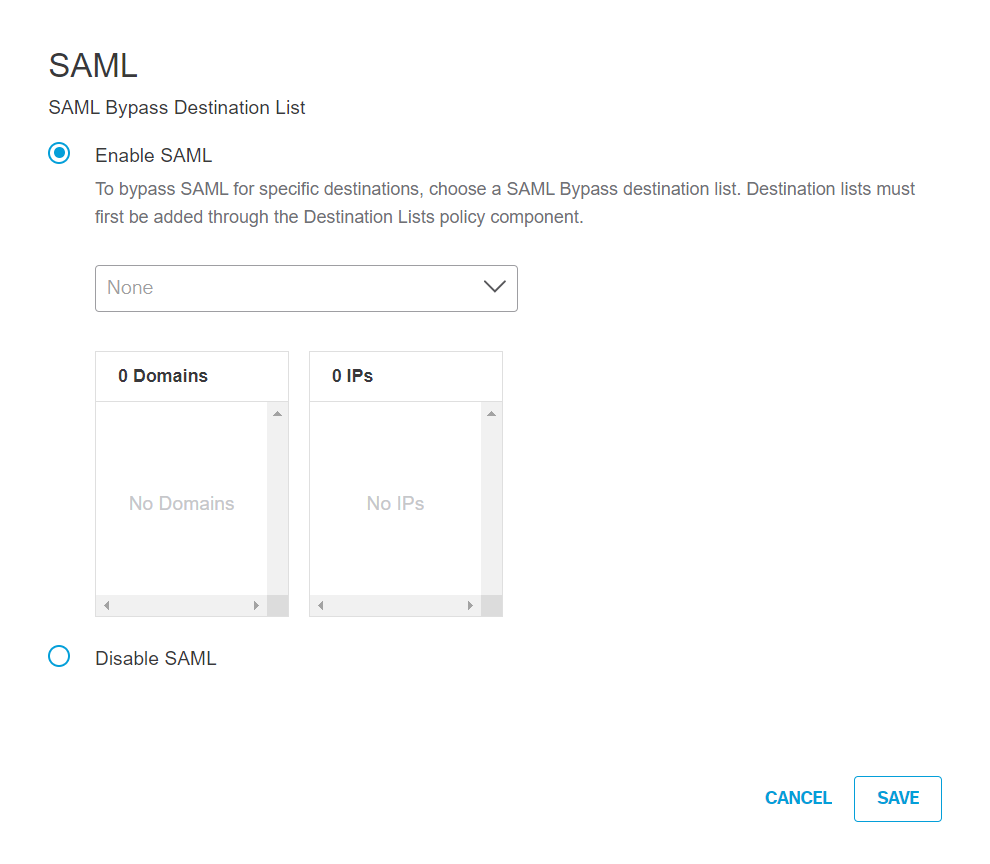 SAML
SAML Bypass Destination List
Enable SAML
To bypass SAML for specific destinations, choose a SAML Bypass destination list. Destination lists must
first be added through the Destination Lists policy component.
None
0 Domains
0 IPs
No Domains
No IPs
Disable SAML
CANCEL
SAVE